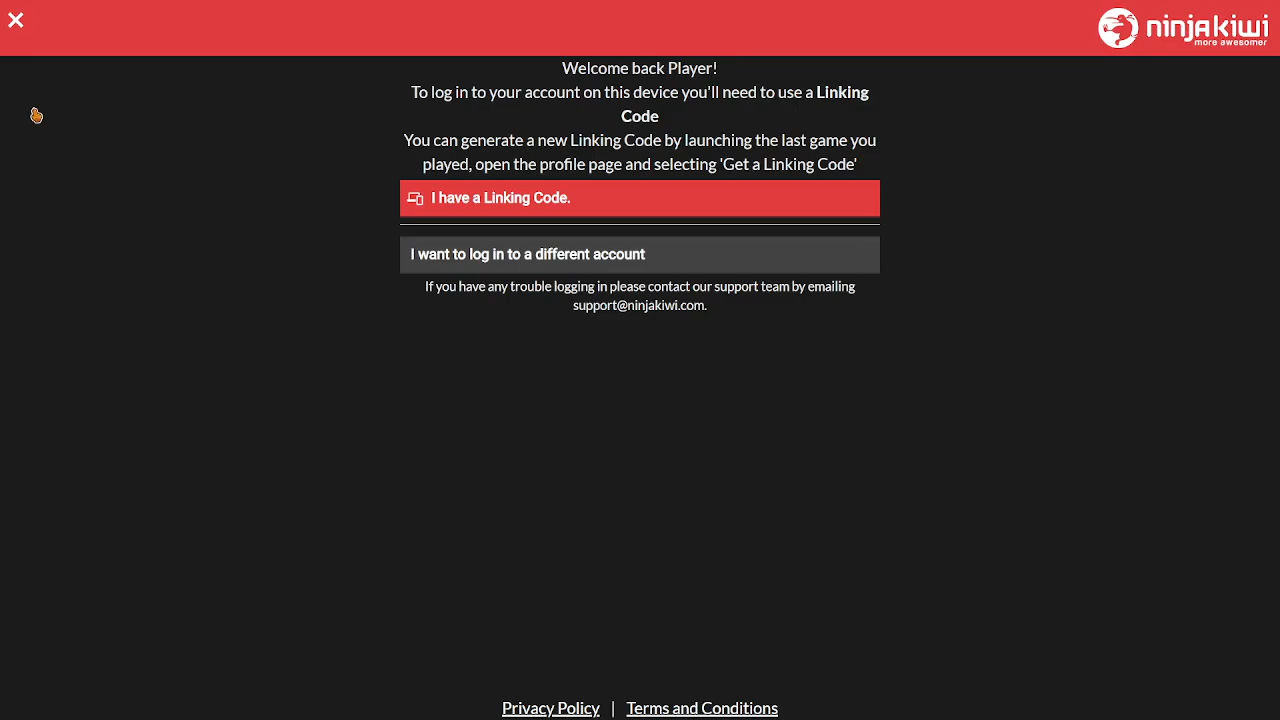 ninjakiwi
more awesomer
Welcome back Player!
To log in to your account on this device you'll need to use a Linking
Code
You can generate a new Linking Code by launching the last game you
played, open the profile page and selecting 'Get a Linking Code'
I have a Linking Code.
I want to log in to a different account
If you have any trouble logging in please contact our support team by emailing
support@ninjakiwi.com.
Privacy Policy | Terms and Conditions